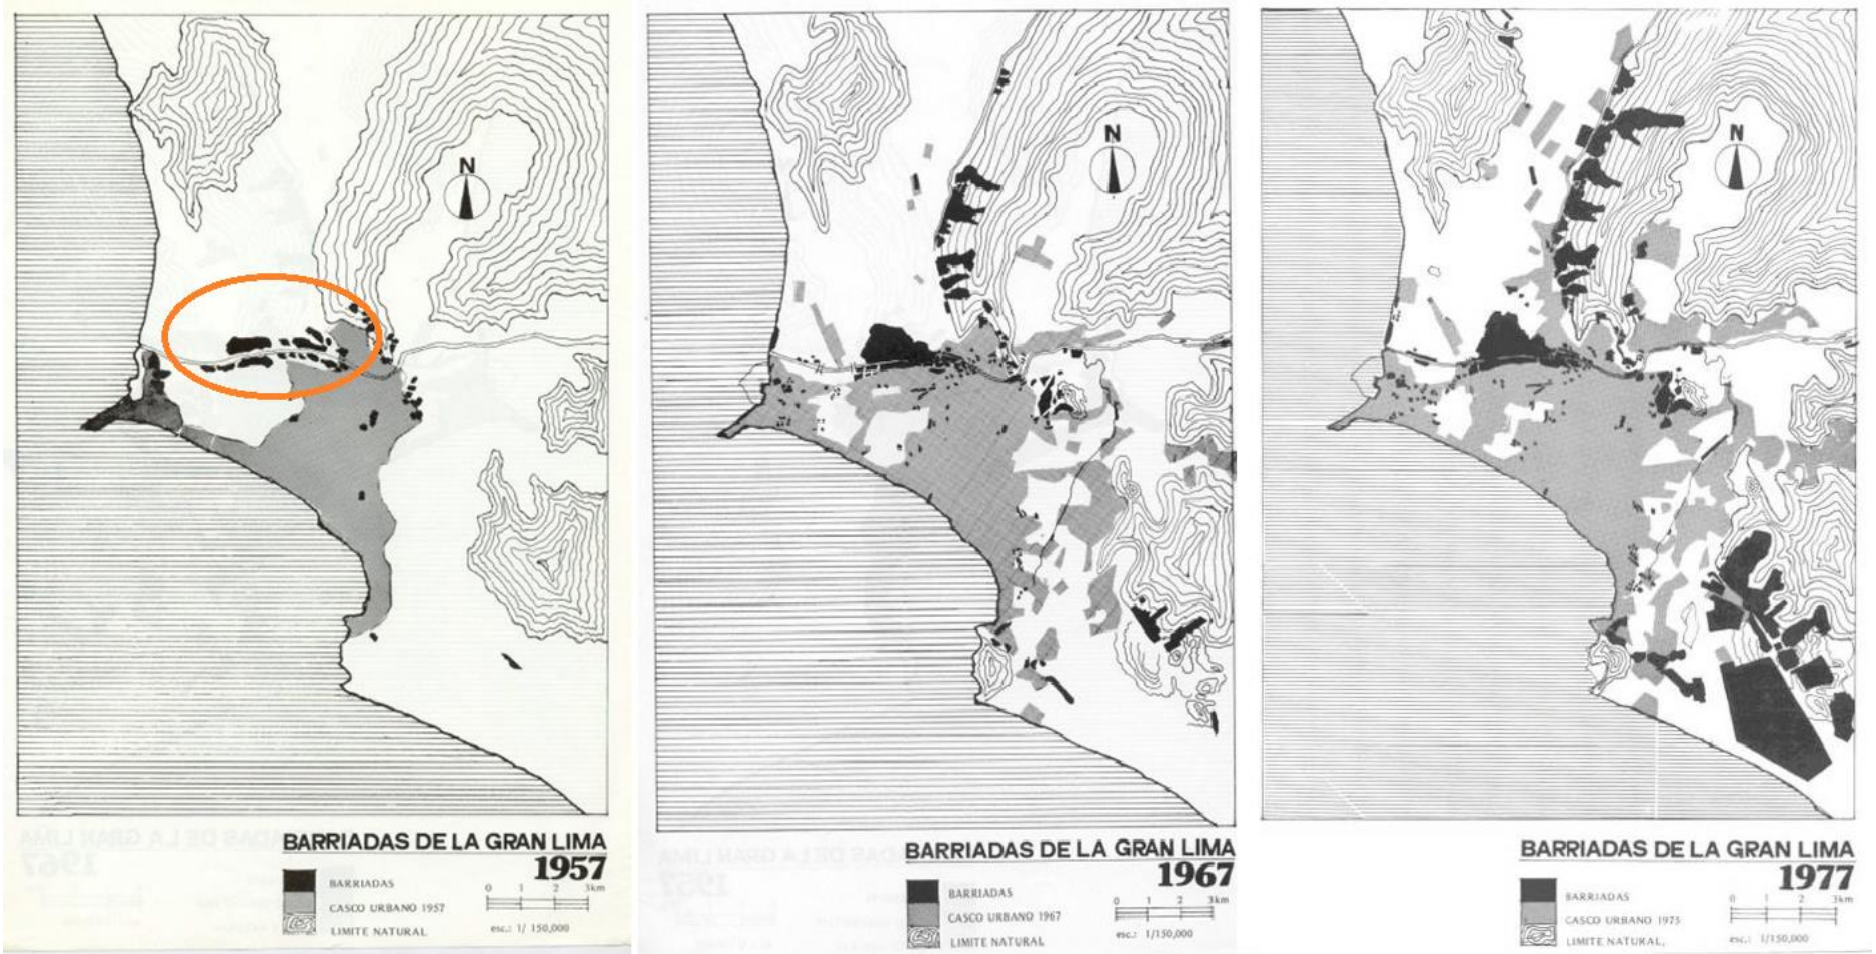 N
BARRIADAS DE LA GRAN LIMA
1957
BARRIADAS
CASCO URBANO 1957
LIMITE NATURAL
0 1 2 3km
esc.: 1/ 150,000
N
BARRIADAS DE LA GRAN LIMA
1967
BARRIADAS
CASCO URBANO 1967
LIMITE NATURAL
0 1 2 3km
esc.: 1/150,000
N
BARRIADAS DE LA GRAN LIMA
1977
BARRIADAS
CASCO URBANO 1975
LIMITE NATURAL,
0 1 2 3km
esc.: 1/150,000